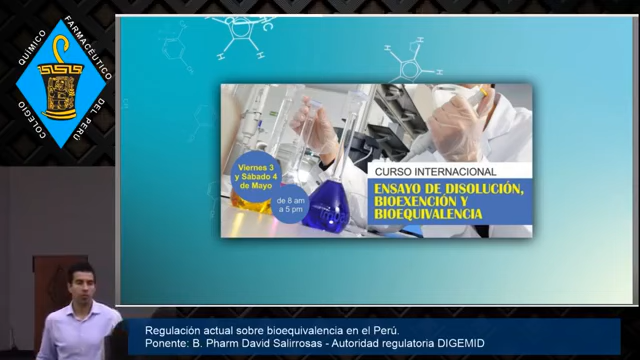 COLEGIO QUÍMICO FARMACÉUTICO DEL PERÚ
Viernes 3
y Sábado 4
de Mayo
de 8 am
a 5 pm
CURSO INTERNACIONAL
ENSAYO DE DISOLUCIÓN,
BIOEXENCIÓN Y
BIOEQUIVALENCIA
Regulación actual sobre bioequivalencia en el Perú.
Ponente: B. Pharm David Salirrosas - Autoridad regulatoria DIGEMID